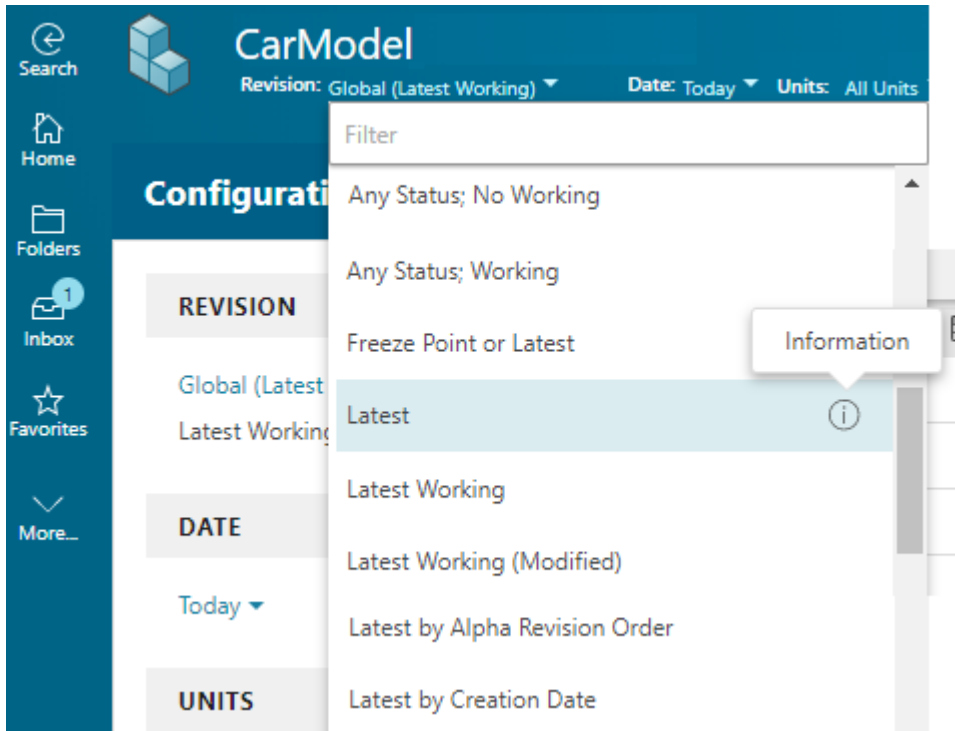 Search
Home
Folders
1
Inbox
Favorites
More...
CarModel
Revision: Global (Latest Working) Date: Today Units: All Units
Filter
Configurati
Any Status; No Working
Any Status; Working
Freeze Point or Latest
Information
Latest
Latest Working
Latest Working (Modified)
Latest by Alpha Revision Order
Latest by Creation Date
REVISION
Global (Latest
Latest Working
DATE
Today
UNITS